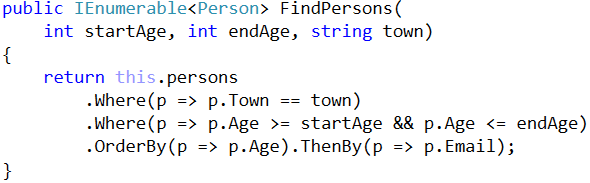 public IEnumerable<Person> FindPersons(
    int startAge, int endAge, string town)
{
    return this.persons
        .Where(p => p.Town == town)
        .Where(p => p.Age >= startAge && p.Age <= endAge)
        .OrderBy(p => p.Age).ThenBy(p => p.Email);
}